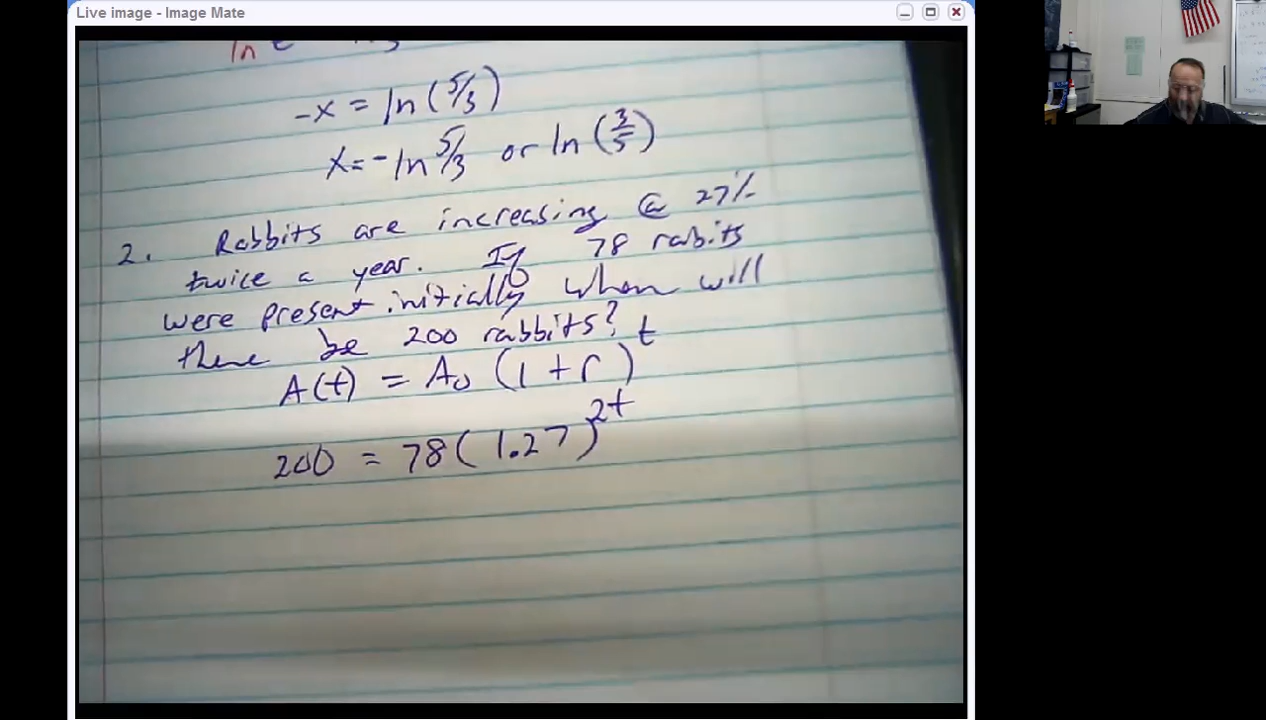 Live image - Image Mate
ln e
-x = ln (5/3)
x = - ln 5/3 or ln (3/5)
2. Rabbits are increasing @ 27%
twice a year. If 78 rabits
were present initially when will
there be 200 rabbits?
A(t) = A₀ (1 + r)^t
200 = 78 (1.27)^2t